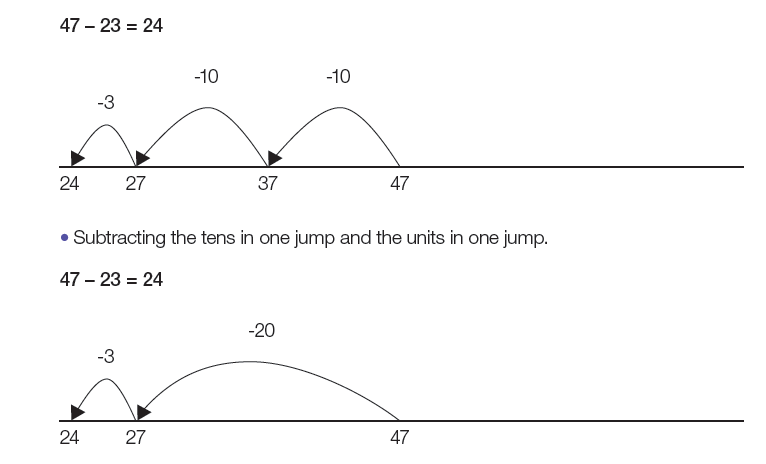 47 – 23 = 24
-10 -10
-3
24 27 37 47
• Subtracting the tens in one jump and the units in one jump.
47 – 23 = 24
-20
-3
24 27 47